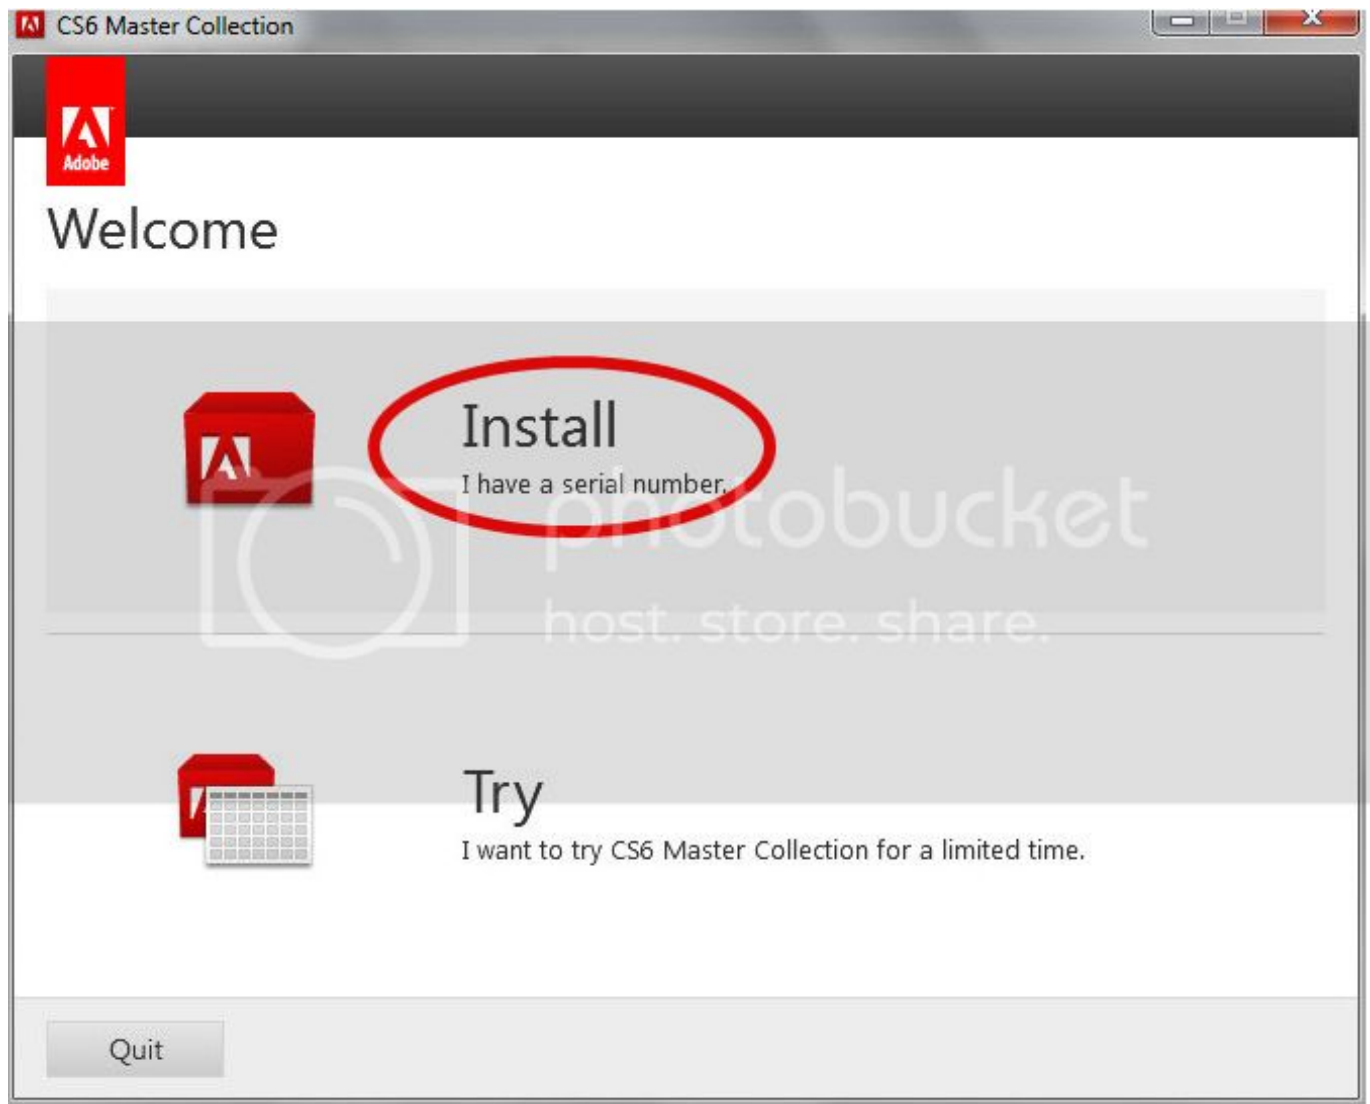 CS6 Master Collection
Adobe
Welcome
Install
I have a serial number.
photobucket
host. store. share.
Try
I want to try CS6 Master Collection for a limited time.
Quit